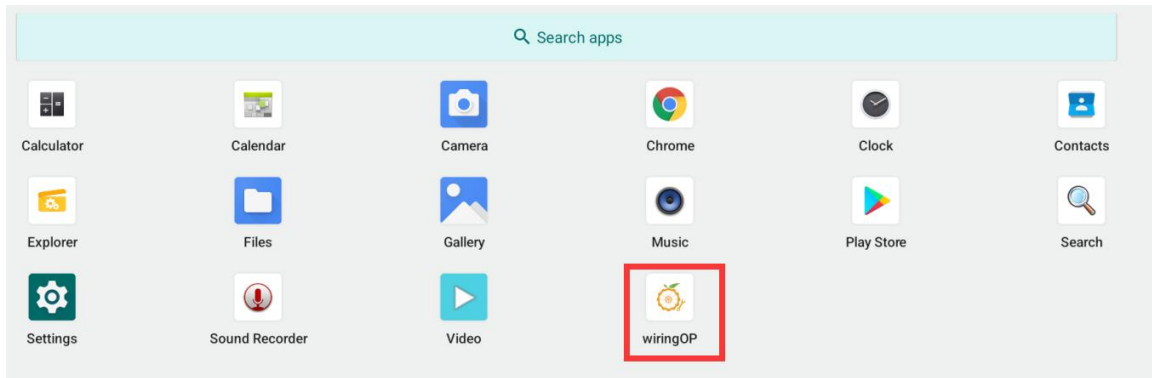 Search apps
Calculator
Calendar
Camera
Chrome
Clock
Contacts
Explorer
Files
Gallery
Music
Play Store
Search
Settings
Sound Recorder
Video
wiringOP